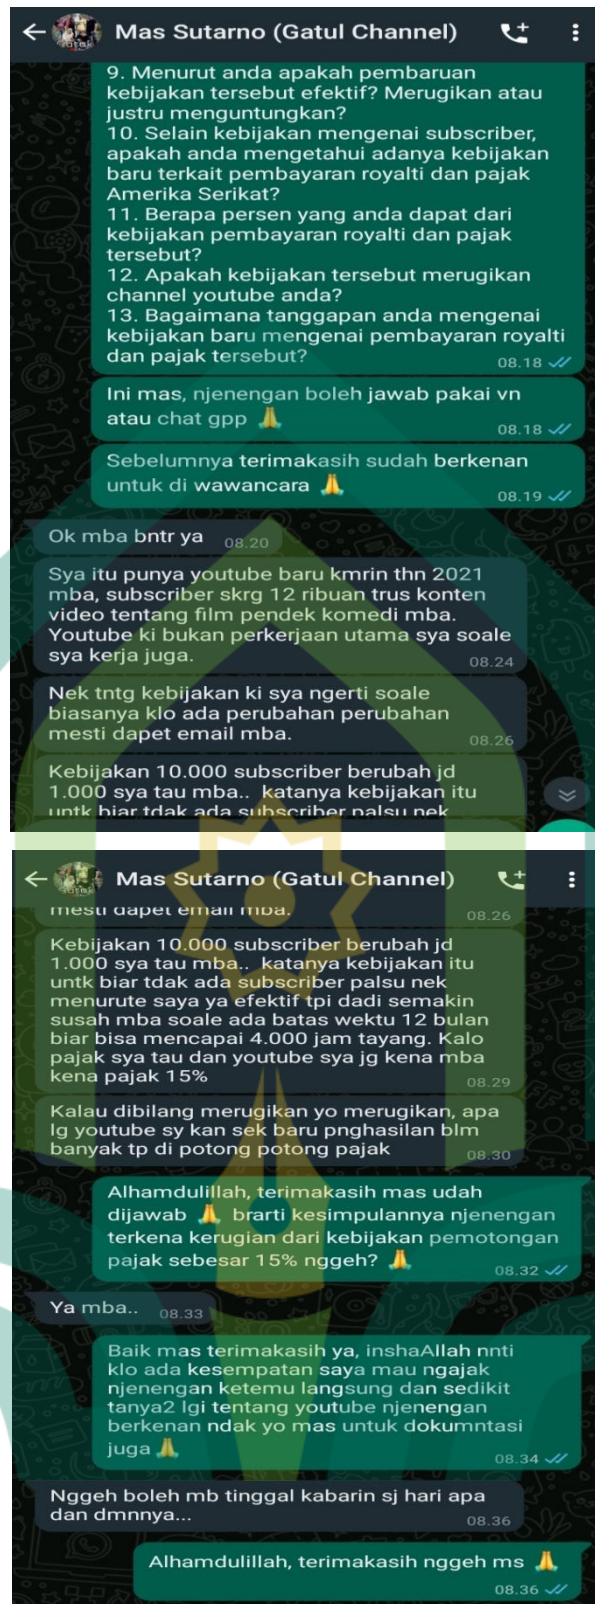 Mas Sutarno (Gatul Channel)
9. Menurut anda apakah pembaruan
kebijakan tersebut efektif? Merugikan atau
justru menguntungkan?
10. Selain kebijakan mengenai subscriber,
apakah anda mengetahui adanya kebijakan
baru terkait pembayaran royalti dan pajak
Amerika Serikat?
11. Berapa persen yang anda dapat dari
kebijakan pembayaran royalti dan pajak
tersebut?
12. Apakah kebijakan tersebut merugikan
channel youtube anda?
13. Bagaimana tanggapan anda mengenai
kebijakan baru mengenai pembayaran royalti
dan pajak tersebut?
08.18
Ini mas, njenengan boleh jawab pakai vn
atau chat gpp 🙏
08.18
Sebelumnya terimakasih sudah berkenan
untuk di wawancara 🙏
08.19
Ok mba bntr ya 08.20
Sya itu punya youtube baru kmrin thn 2021
mba, subscriber skrg 12 ribuan trus konten
video tentang film pendek komedi mba.
Youtube ki bukan perkerjaan utama sya soale
sya kerja juga.
08.24
Nek tntg kebijakan ki sya ngerti soale
biasanya klo ada perubahan perubahan
mesti dapet email mba.
08.26
Kebijakan 10.000 subscriber berubah jd
1.000 sya tau mba.. katanya kebijakan itu
untk biar tdak ada subscriber palsu nek
Mas Sutarno (Gatul Channel)
mesti dapet email mba.
08.26
Kebijakan 10.000 subscriber berubah jd
1.000 sya tau mba.. katanya kebijakan itu
untk biar tdak ada subscriber palsu nek
menurute saya ya efektif tpi dadi semakin
susah mba soale ada batas wektu 12 bulan
biar bisa mencapai 4.000 jam tayang. Kalo
pajak sya tau dan youtube sya jg kena mba
kena pajak 15%
08.29
Kalau dibilang merugikan yo merugikan, apa
lg youtube sy kan sek baru pnghasilan blm
banyak tp di potong potong pajak
08.30
Alhamdulillah, terimakasih mas udah
dijawab 🙏 brarti kesimpulannya njenengan
terkena kerugian dari kebijakan pemotongan
pajak sebesar 15% nggeh? 🙏
08.32
Ya mba.. 08.33
Baik mas terimakasih ya, inshaAllah nnti
klo ada kesempatan saya mau ngajak
njenengan ketemu langsung dan sedikit
tanya2 lgi tentang youtube njenengan
berkenan ndak yo mas untuk dokumntasi
juga 🙏
08.34
Nggeh boleh mb tinggal kabarin sj hari apa
dan dmnnya...
08.36
Alhamdulillah, terimakasih nggeh ms 🙏
08.36